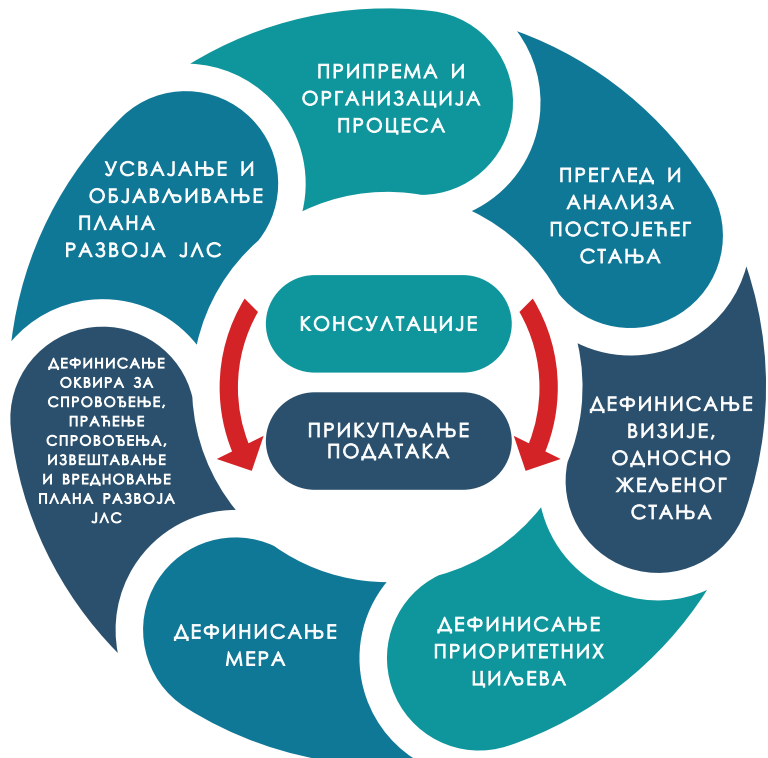 ПРИПРЕМА И
ОРГАНИЗАЦИЈА
ПРОЦЕСА
ПРЕГЛЕД И
АНАЛИЗА
ПОСТОЈЕЋЕГ
СТАЊА
ДЕФИНИСАЊЕ
ВИЗИЈЕ,
ОДНОСНО
ЖЕЉЕНОГ
СТАЊА
ДЕФИНИСАЊЕ
ПРИОРИТЕТНИХ
ЦИЉЕВА
ДЕФИНИСАЊЕ
МЕРА
ДЕФИНИСАЊЕ
ОКВИРА ЗА
СПРОВОЂЕЊЕ,
ПРАЋЕЊЕ
СПРОВОЂЕЊА,
ИЗВЕШТАВАЊЕ
И ВРЕДНОВАЊЕ
ПЛАНА РАЗВОЈА
ЈЛС
УСВАЈАЊЕ И
ОБЈАВЉИВАЊЕ
ПЛАНА
РАЗВОЈА ЈЛС
КОНСУЛТАЦИЈЕ
ПРИКУПЉАЊЕ
ПОДАТАКА